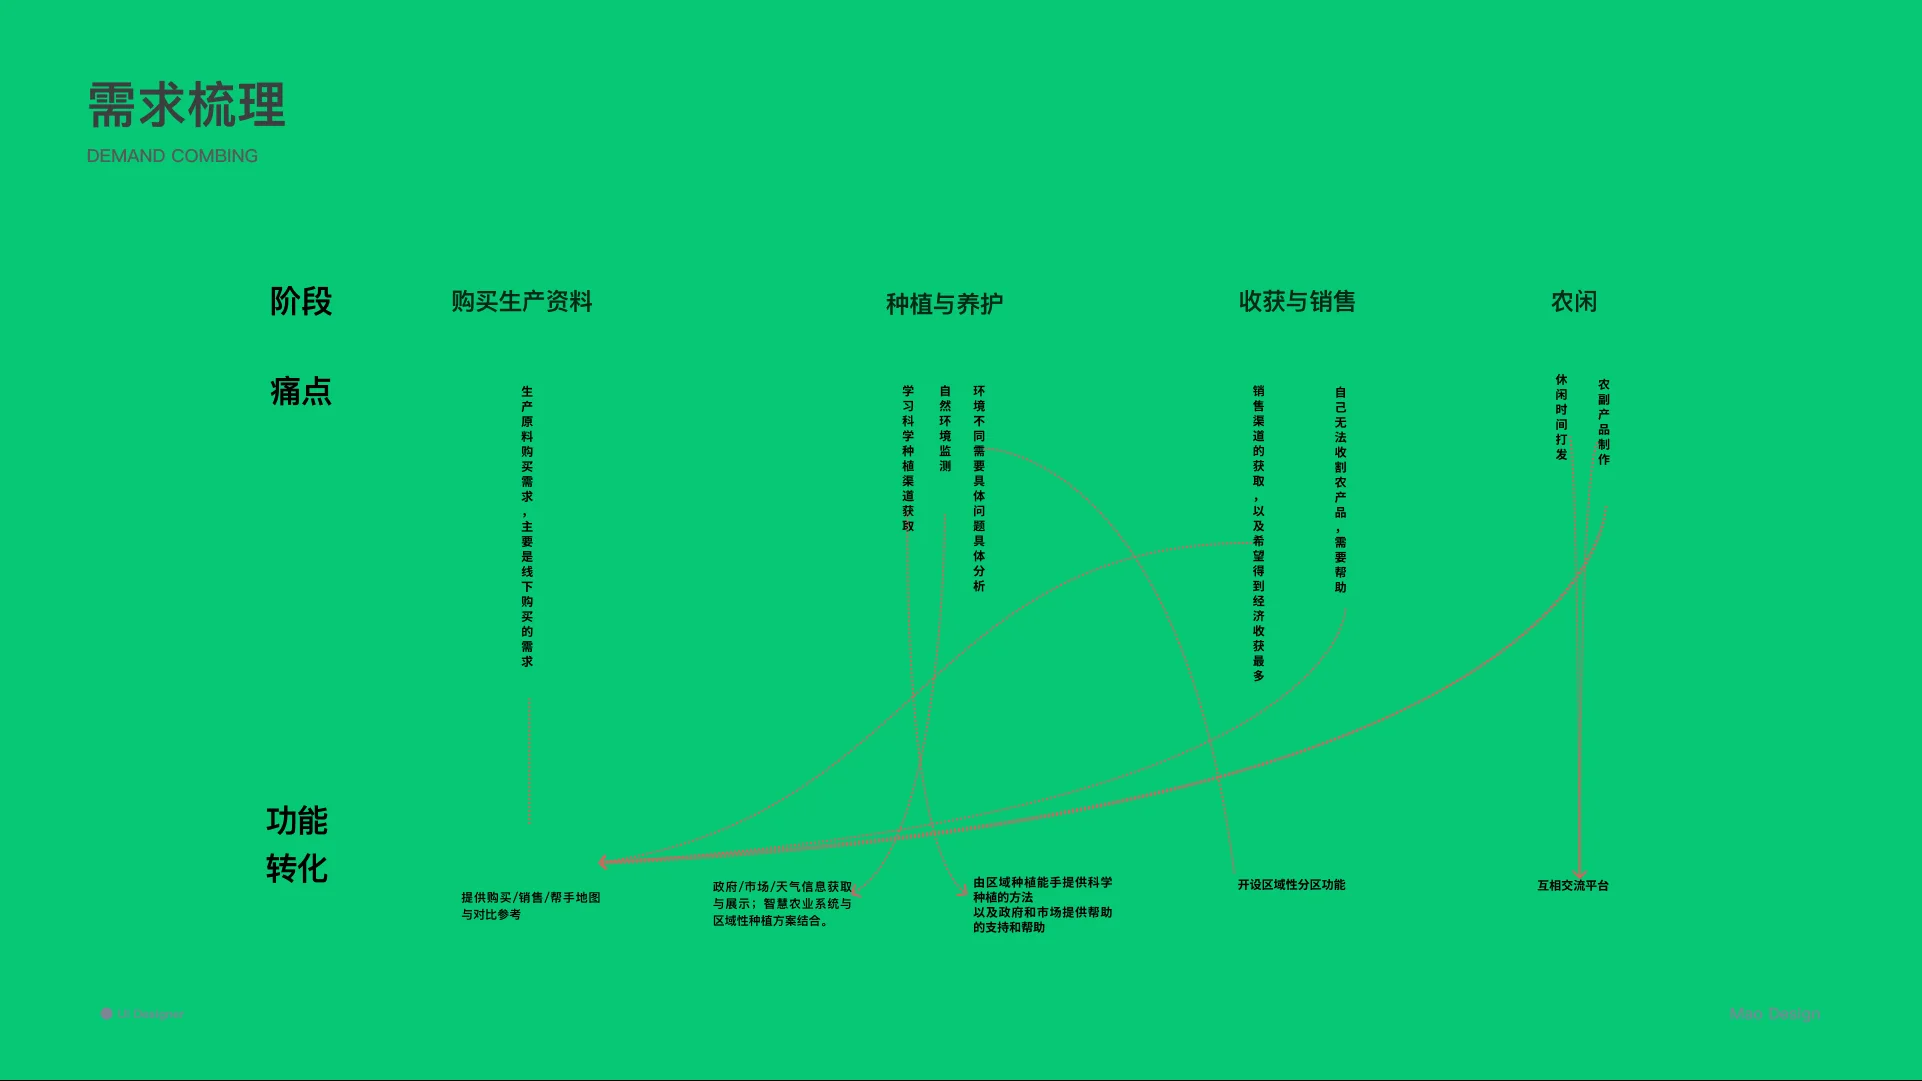 需求梳理
DEMAND COMBING
阶段
购买生产资料
种植与养护
收获与销售
农闲
痛点
生产原料购买需求，主要是线下购买的需求
学习科学种植渠道获取
自然环境监测
环境不同需要具体问题具体分析
销售渠道的获取，以及希望得到经济收获最多
自己无法收割农产品，需要帮助
休闲时间打发
农副产品制作
功能
转化
提供购买/销售/帮手地图
与对比参考
政府/市场/天气信息获取
与展示；智慧农业系统与
区域性种植方案结合。
由区域种植能手提供科学
种植的方法
以及政府和市场提供帮助
的支持和帮助
开设区域性分区功能
互相交流平台
Mao Design